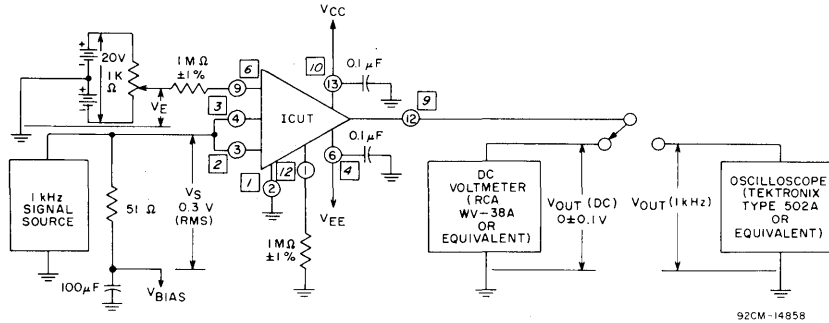 VCC
20V
1K
Ω
1MΩ
±1%
6
9
10
13
0.1 μF
9
12
VE
3
4
ICUT
2
3
0.1 μF
6
4
1
2
12
1
VEE
1 kHz
SIGNAL
SOURCE
51 Ω
VS
0.3 V
(RMS)
1MΩ
±1%
100μF
VBIAS
DC
VOLTMETER
(RCA
WV-38A
OR
EQUIVALENT)
VOUT (DC)
0±0.1V
VOUT (1kHz)
OSCILLOSCOPE
(TEKTRONIX
TYPE 502A
OR
EQUIVALENT)
92CM-14858